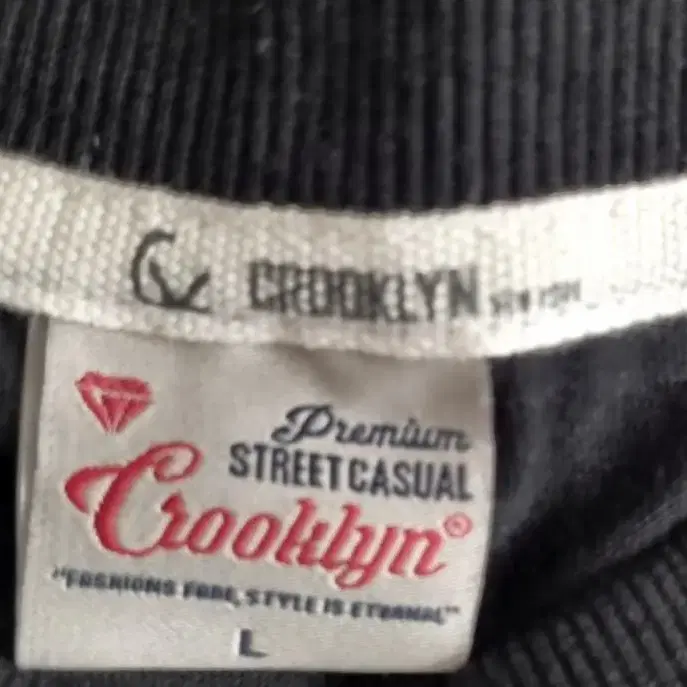 CROOKLYN
Premium
STREET CASUAL
Crooklyn®
"FASHIONS FADE, STYLE IS ETERNAL"
L